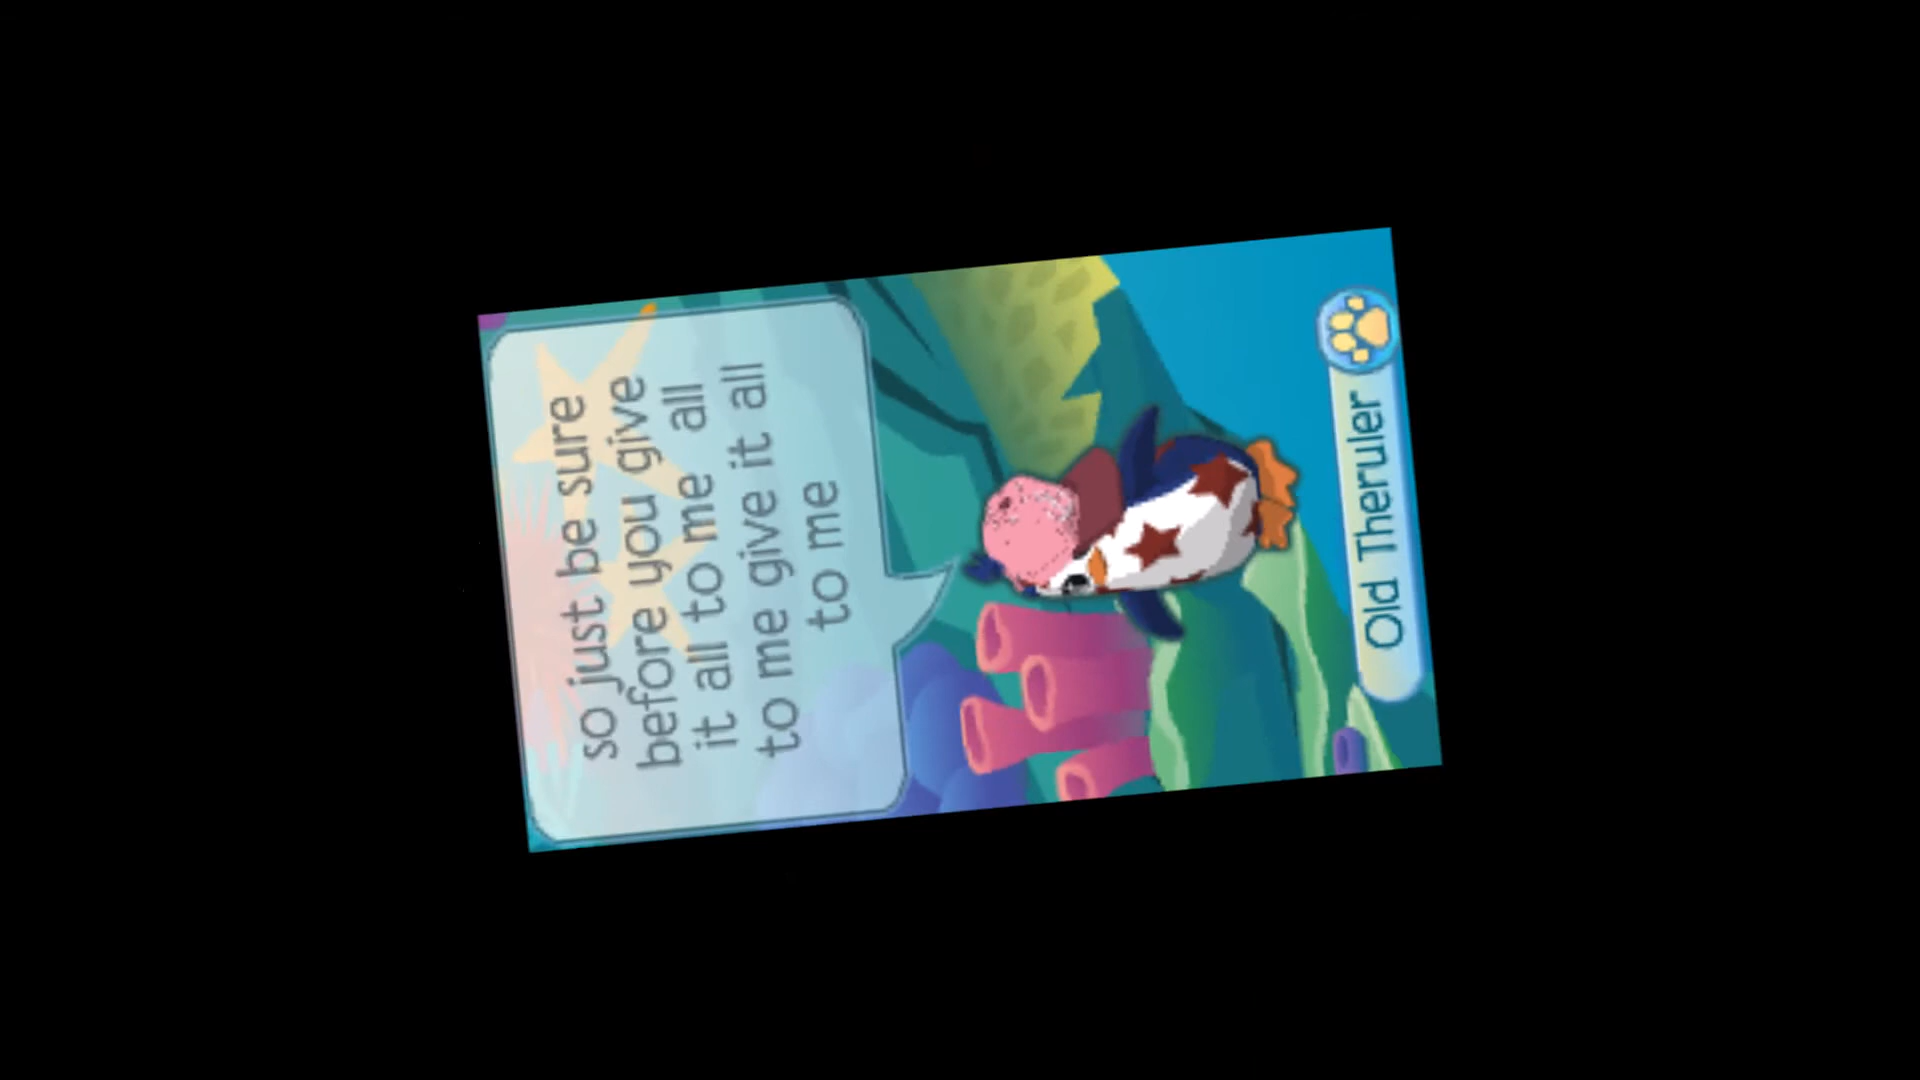 so just be sure
before you give
it all to me all
to me give it all
to me
Old Theruler